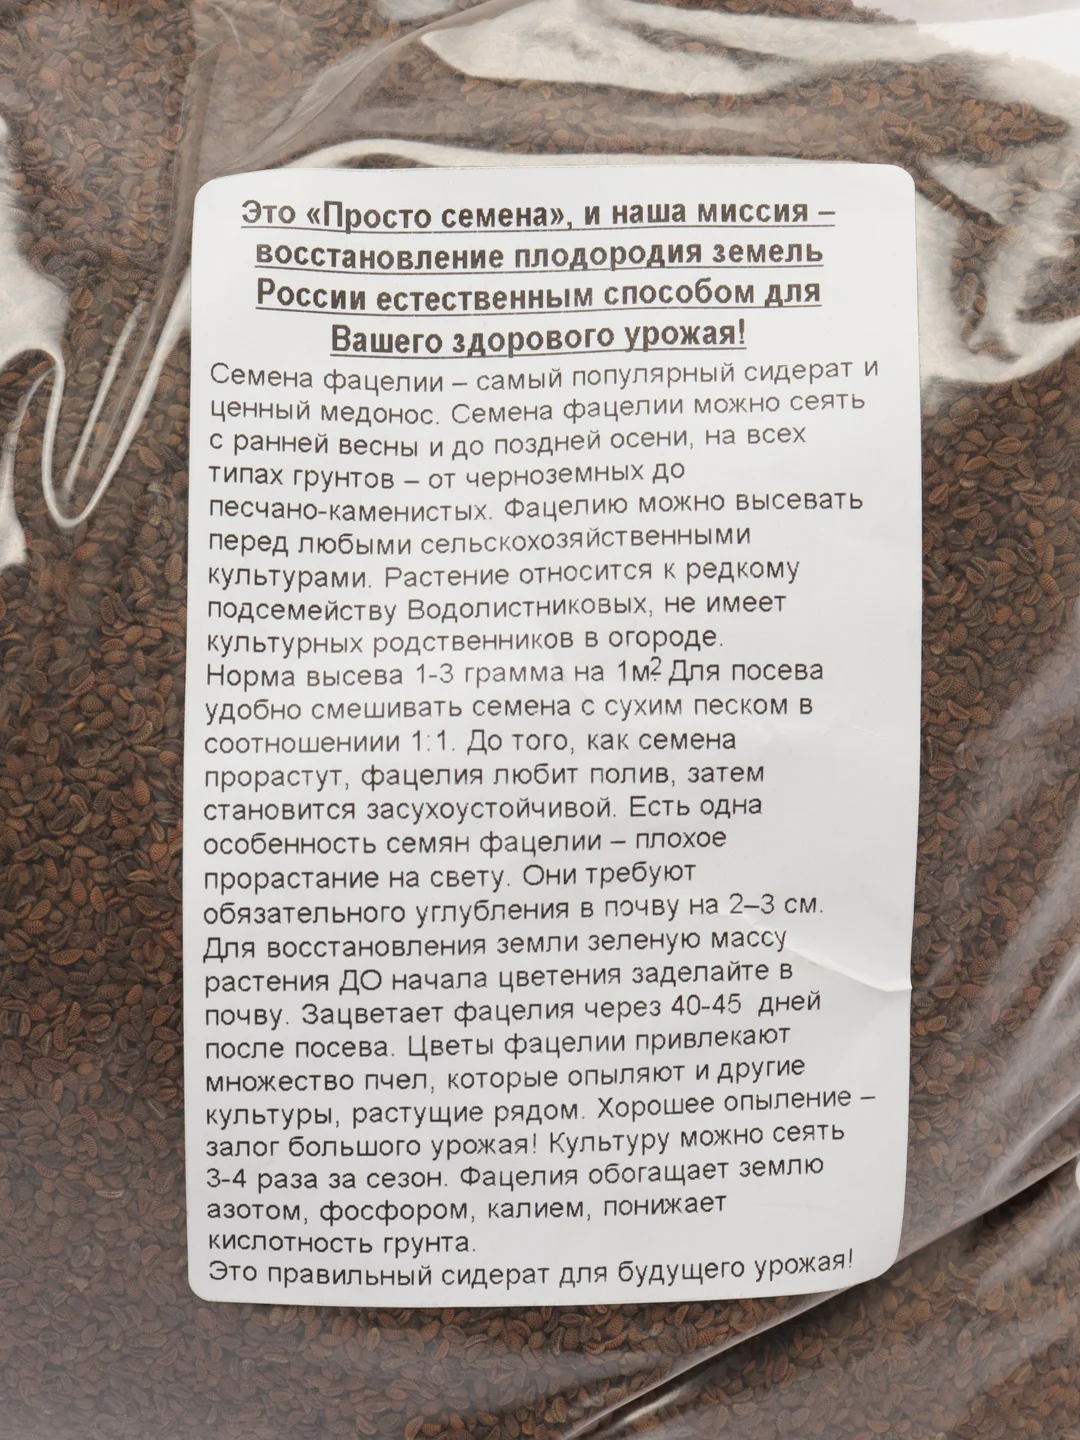 Это «Просто семена», и наша миссия –
восстановление плодородия земель
России естественным способом для
Вашего здорового урожая!
Семена фацелии – самый популярный сидерат и
ценный медонос. Семена фацелии можно сеять
с ранней весны и до поздней осени, на всех
типах грунтов – от черноземных до
песчано-каменистых. Фацелию можно высевать
перед любыми сельскохозяйственными
культурами. Растение относится к редкому
подсемейству Водолистниковых, не имеет
культурных родственников в огороде.
Норма высева 1-3 грамма на 1м² Для посева
удобно смешивать семена с сухим песком в
соотношениии 1:1. До того, как семена
прорастут, фацелия любит полив, затем
становится засухоустойчивой. Есть одна
особенность семян фацелии – плохое
прорастание на свету. Они требуют
обязательного углубления в почву на 2–3 см.
Для восстановления земли зеленую массу
растения ДО начала цветения заделайте в
почву. Зацветает фацелия через 40-45 дней
после посева. Цветы фацелии привлекают
множество пчел, которые опыляют и другие
культуры, растущие рядом. Хорошее опыление –
залог большого урожая! Культуру можно сеять
3-4 раза за сезон. Фацелия обогащает землю
азотом, фосфором, калием, понижает
кислотность грунта.
Это правильный сидерат для будущего урожая!